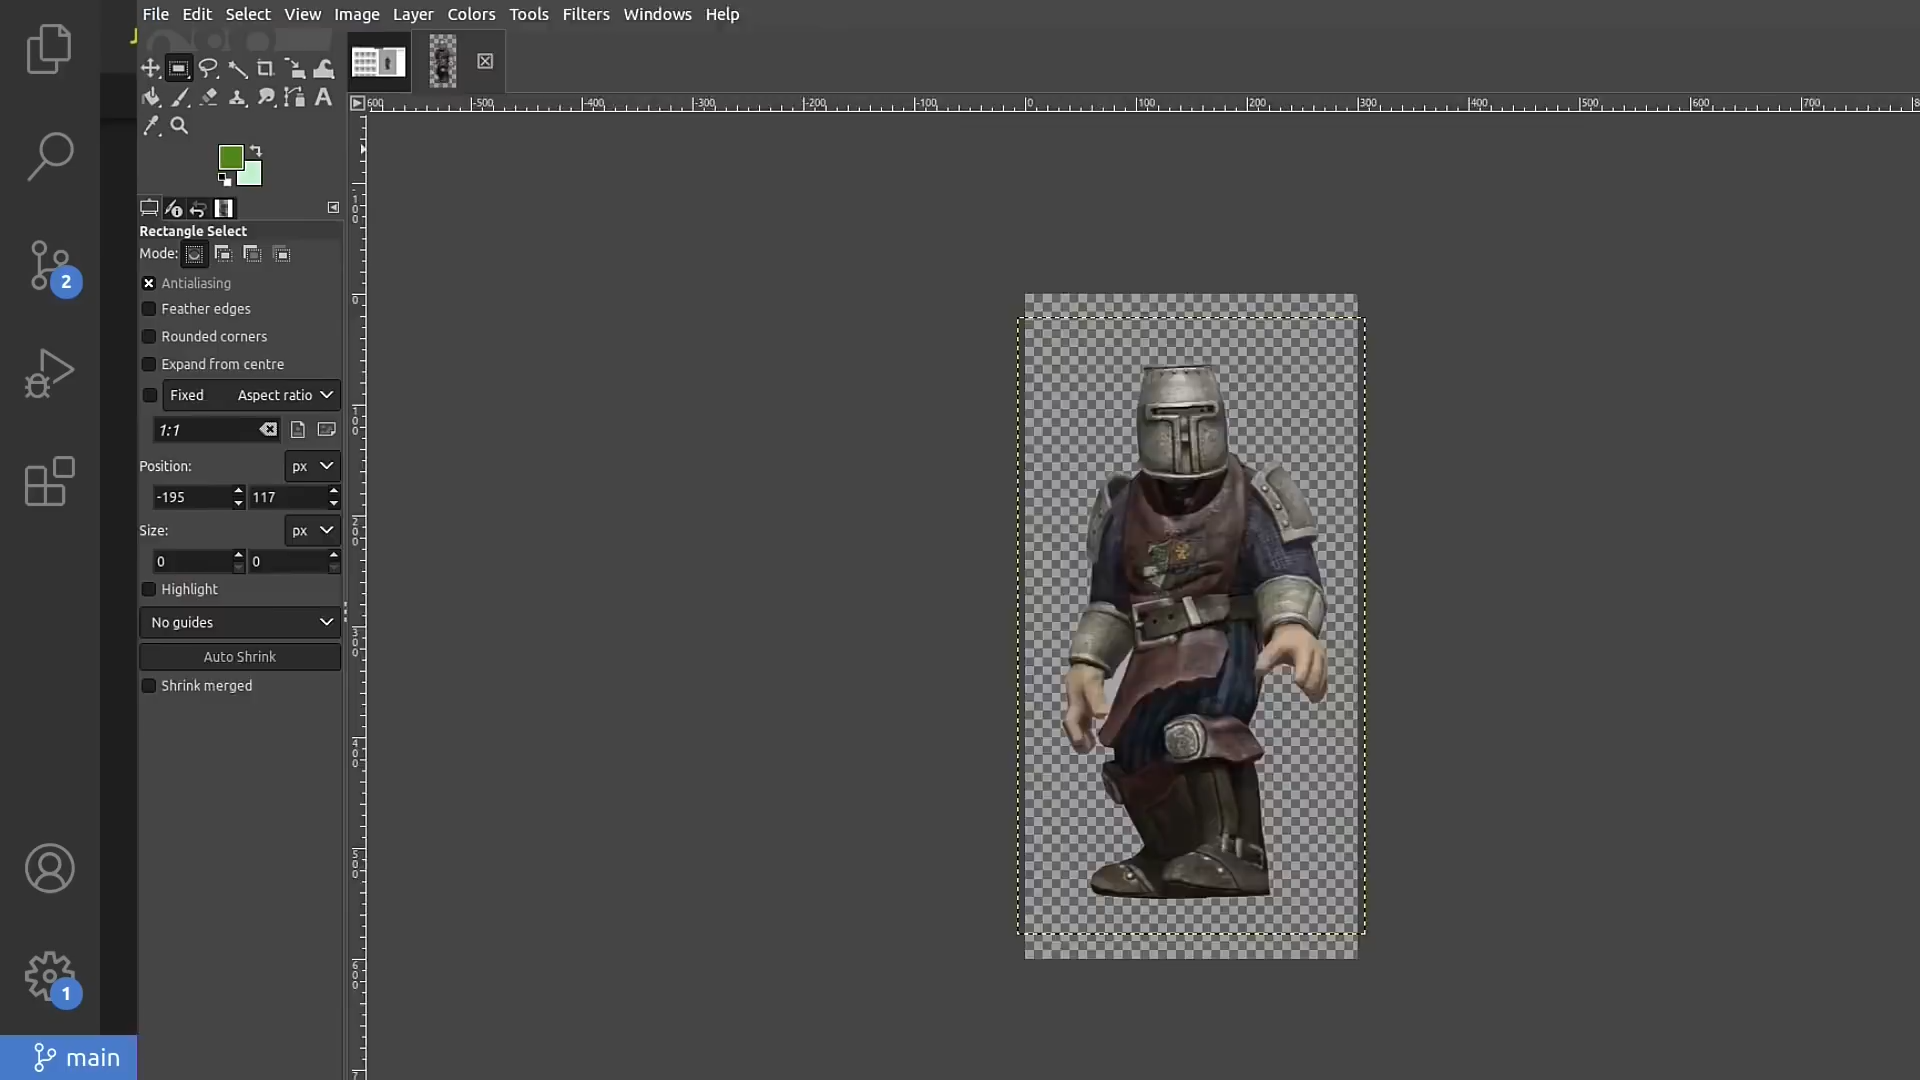 File Edit Select View Image Layer Colors Tools Filters Windows Help
600 -500 -400 -300 -200 -100 0 100 200 300 400 500 600 700
Rectangle Select
Mode:
Antialiasing
Feather edges
Rounded corners
Expand from centre
Fixed Aspect ratio
1:1
Position: px
-195 117
Size: px
0 0
Highlight
No guides
Auto Shrink
Shrink merged
2
1
main